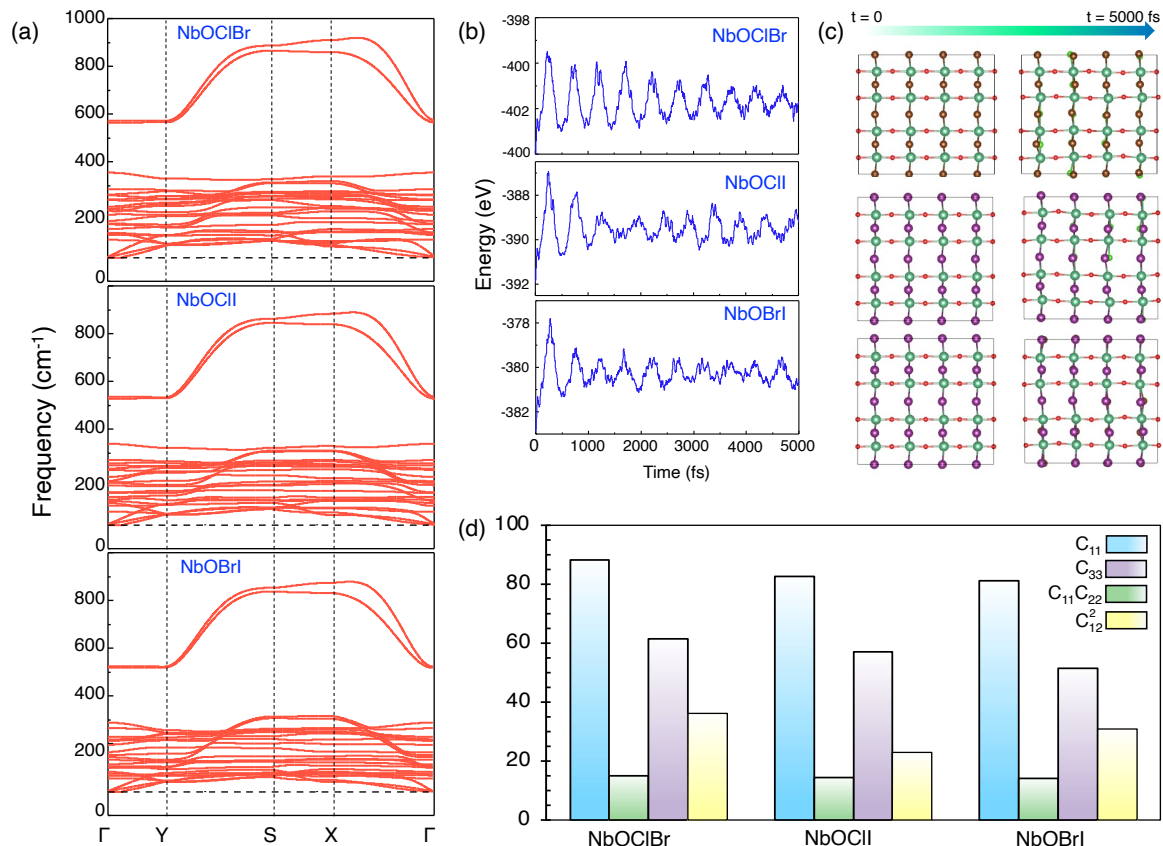 (a)
NbOClBr
1000
800
600
400
200
0
NbOClI
800
600
400
200
0
NbOBrI
800
600
400
200
0
Frequency (cm-1)
Γ Y S X Γ
(b)
-398
NbOClBr
-400
-402
-400
NbOClI
-388
-390
-392
NbOBrI
-378
-380
-382
Energy (eV)
0 1000 2000 3000 4000 5000
Time (fs)
(c)
t = 0 t = 5000 fs
(d)
100
80
60
40
20
0
C11
C33
C11C22
C12 2
NbOClBr NbOClI NbOBrI